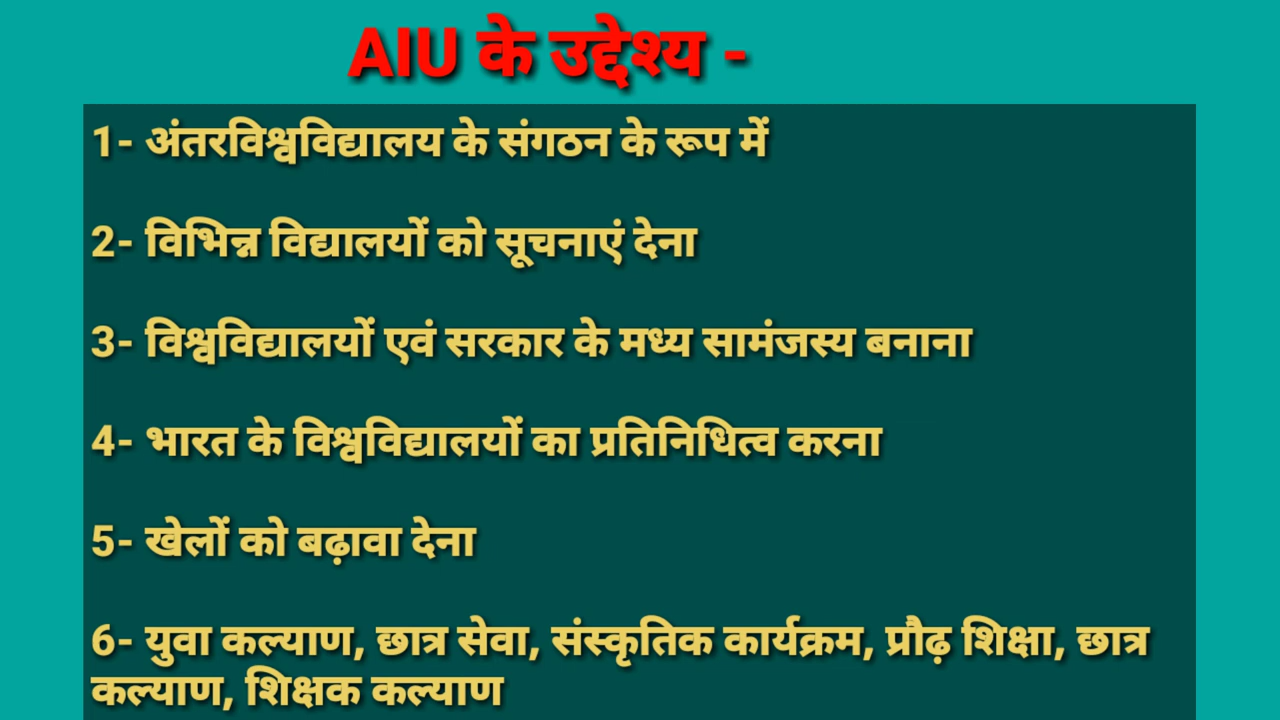 AIU के उद्देश्य -
1- अंतरविश्वविद्यालय के संगठन के रूप में
2- विभिन्न विद्यालयों को सूचनाएं देना
3- विश्वविद्यालयों एवं सरकार के मध्य सामंजस्य बनाना
4- भारत के विश्वविद्यालयों का प्रतिनिधित्व करना
5- खेलों को बढ़ावा देना
6- युवा कल्याण, छात्र सेवा, संस्कृतिक कार्यक्रम, प्रौढ़ शिक्षा, छात्र
कल्याण, शिक्षक कल्याण